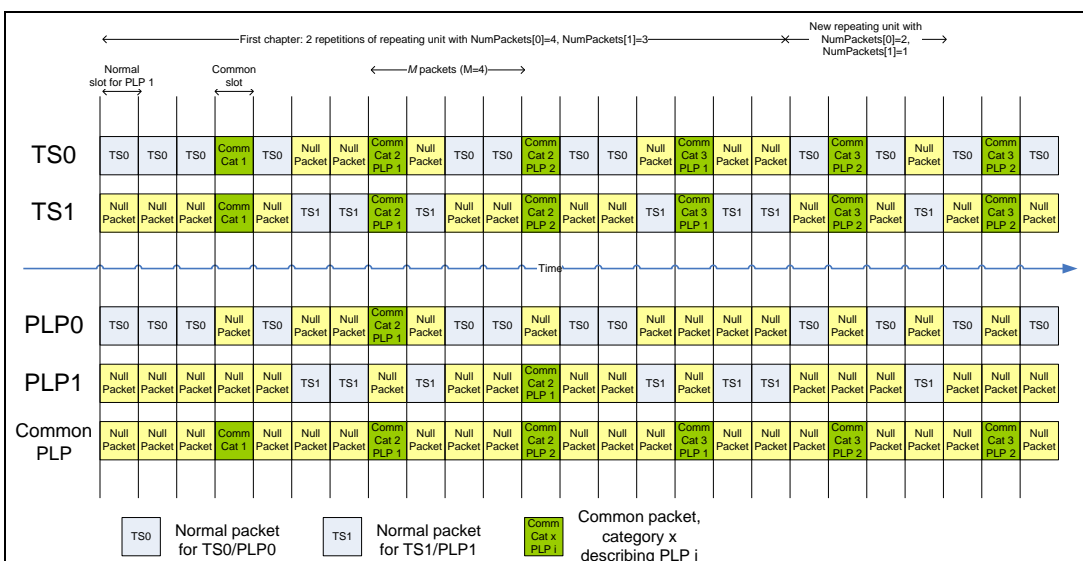 First chapter: 2 repetitions of repeating unit with NumPackets[0]=4, NumPackets[1]=3
New repeating unit with
NumPackets[0]=2,
NumPackets[1]=1
Normal
slot for PLP 1
Common
slot
M packets (M=4)
TS0
TS0 TS0 TS0 Comm Cat 1 TS0 Null Packet Null Packet Comm Cat 2 PLP 1 Null Packet TS0 TS0 Comm Cat 2 PLP 2 TS0 TS0 Null Packet Comm Cat 3 PLP 1 Null Packet Null Packet TS0 Comm Cat 3 PLP 2 TS0 Null Packet TS0 Comm Cat 3 PLP 2 TS0
TS1
Null Packet Null Packet Null Packet Comm Cat 1 Null Packet TS1 TS1 Comm Cat 2 PLP 1 TS1 Null Packet Null Packet Comm Cat 2 PLP 2 Null Packet Null Packet TS1 Comm Cat 3 PLP 1 TS1 TS1 Null Packet Comm Cat 3 PLP 2 Null Packet TS1 Null Packet Comm Cat 3 PLP 2 Null Packet
Time
PLP0
TS0 TS0 TS0 Null Packet TS0 Null Packet Null Packet Comm Cat 2 PLP 1 Null Packet TS0 TS0 Null Packet TS0 TS0 Null Packet Null Packet Null Packet Null Packet TS0 Null Packet TS0 Null Packet TS0 Null Packet TS0
PLP1
Null Packet Null Packet Null Packet Null Packet Null Packet TS1 TS1 Null Packet TS1 Null Packet Null Packet Comm Cat 2 PLP 1 Null Packet Null Packet TS1 Null Packet TS1 TS1 Null Packet Null Packet Null Packet TS1 Null Packet Null Packet Null Packet
Common
PLP
Null Packet Null Packet Null Packet Comm Cat 1 Null Packet Null Packet Null Packet Comm Cat 2 PLP 1 Null Packet Null Packet Null Packet Comm Cat 2 PLP 2 Null Packet Null Packet Null Packet Comm Cat 3 PLP 1 Null Packet Null Packet Null Packet Comm Cat 3 PLP 2 Null Packet Null Packet Null Packet Comm Cat 3 PLP 2 Null Packet
TS0
Normal packet
for TS0/PLP0
TS1
Normal packet
for TS1/PLP1
Comm
Cat x
PLP i
Common packet,
category x
describing PLP i